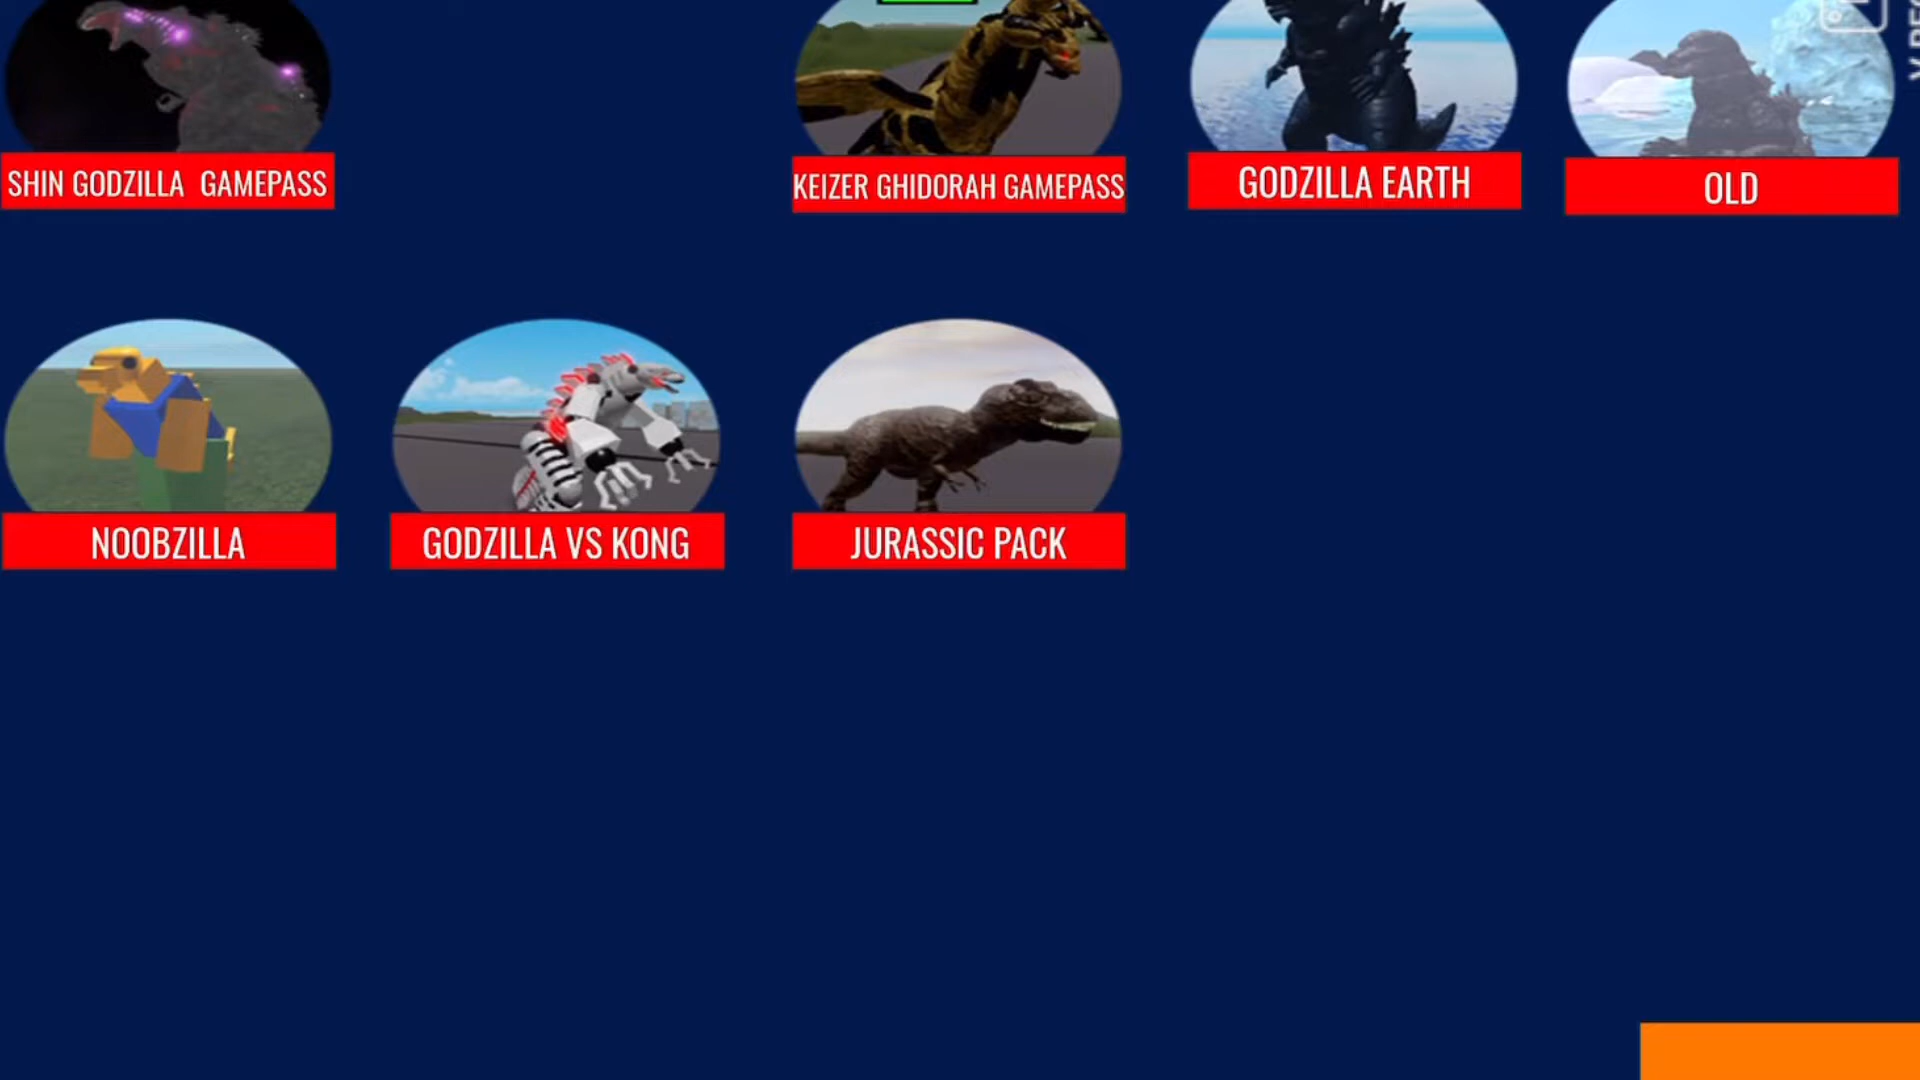 SHIN GODZILLA  GAMEPASS
KEIZER GHIDORAH GAMEPASS
GODZILLA EARTH
OLD
NOOBZILLA
GODZILLA VS KONG
JURASSIC PACK